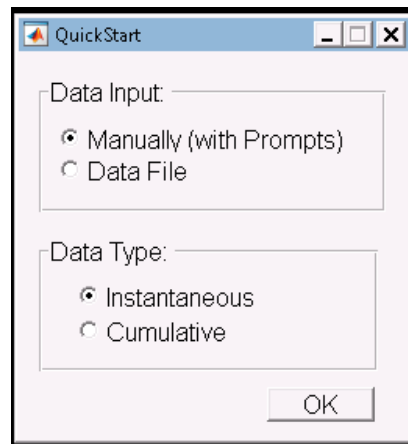 QuickStart
Data Input:
Manually (with Prompts)
Data File
Data Type:
Instantaneous
Cumulative
OK